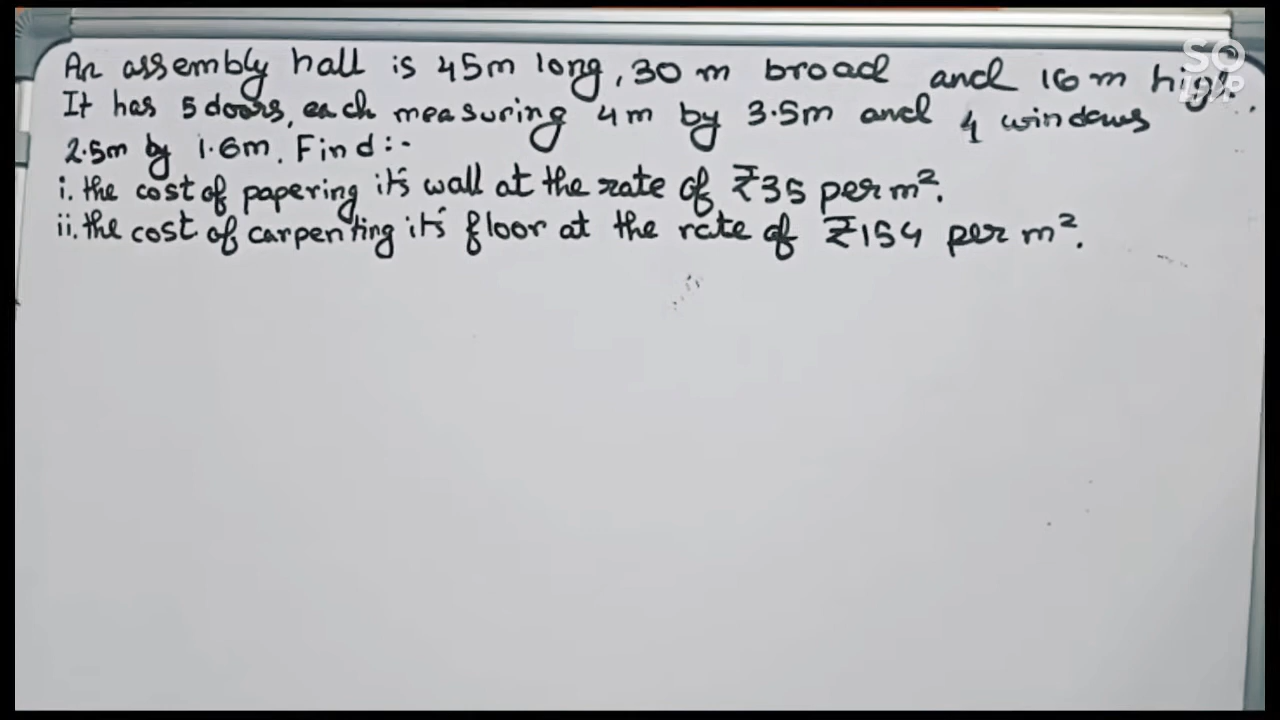 An assembly hall is 45m long, 30 m broad and 16 m high.
It has 5 doors, each measuring 4m by 3.5m and 4 windows
2.5m by 1.6m. Find :-
i. the cost of papering it's wall at the rate of ₹35 per m².
ii. the cost of carpenting it's floor at the rate of ₹154 per m².